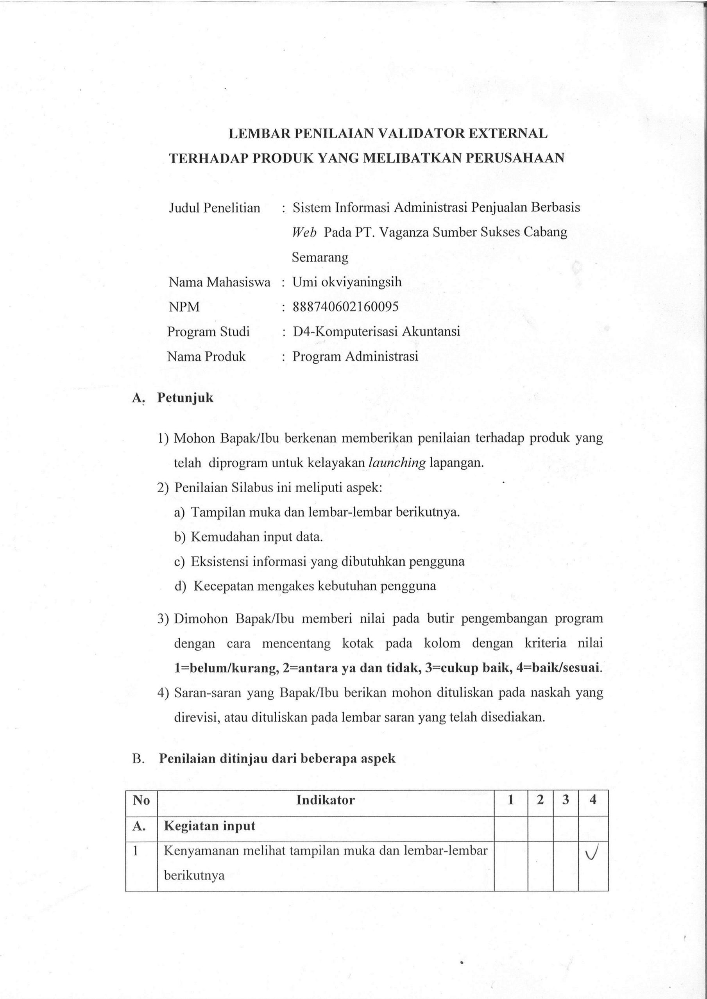 LEMBAR PENILAIAN VALIDATOR EXTERNAL
TERHADAP PRODUK YANG MELIBATKAN PERUSAHAAN
Judul Penelitian : Sistem Informasi Administrasi Penjualan Berbasis
Web Pada PT. Vaganza Sumber Sukses Cabang
Semarang
Nama Mahasiswa : Umi okviyaningsih
NPM : 888740602160095
Program Studi : D4-Komputerisasi Akuntansi
Nama Produk : Program Administrasi
A. Petunjuk
1) Mohon Bapak/Ibu berkenan memberikan penilaian terhadap produk yang
telah diprogram untuk kelayakan launching lapangan.
2) Penilaian Silabus ini meliputi aspek:
a) Tampilan muka dan lembar-lembar berikutnya.
b) Kemudahan input data.
c) Eksistensi informasi yang dibutuhkan pengguna
d) Kecepatan mengakes kebutuhan pengguna
3) Dimohon Bapak/Ibu memberi nilai pada butir pengembangan program
dengan cara mencentang kotak pada kolom dengan kriteria nilai
1=belum/kurang, 2=antara ya dan tidak, 3=cukup baik, 4=baik/sesuai.
4) Saran-saran yang Bapak/Ibu berikan mohon dituliskan pada naskah yang
direvisi, atau dituliskan pada lembar saran yang telah disediakan.
B. Penilaian ditinjau dari beberapa aspek
No Indikator 1 2 3 4
A. Kegiatan input
1 Kenyamanan melihat tampilan muka dan lembar-lembar ✓
berikutnya